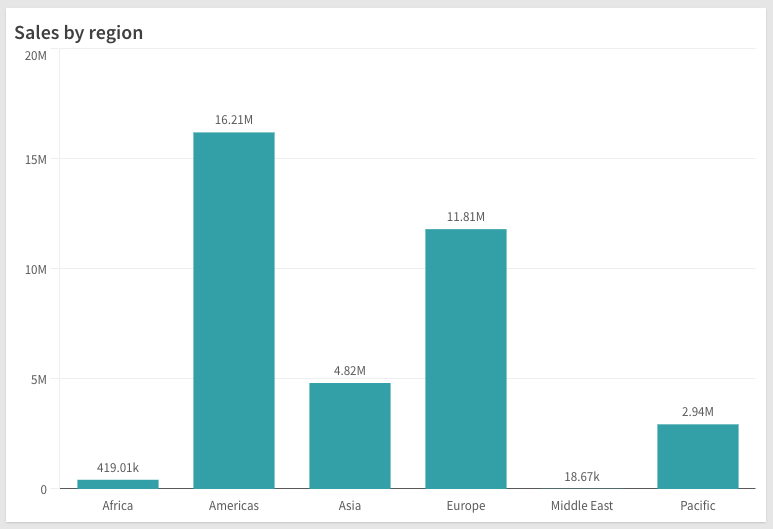 Sales by region
20M
15M
10M
5M
0
419.01k
16.21M
4.82M
11.81M
18.67k
2.94M
Africa
Americas
Asia
Europe
Middle East
Pacific